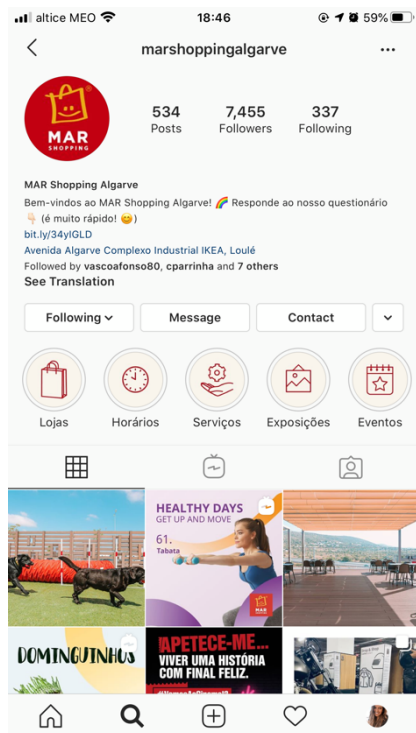 altice MEO 18:46 59%
marshoppingalgarve
MAR
SHOPPING
534 7,455 337
Posts Followers Following
MAR Shopping Algarve
Bem-vindos ao MAR Shopping Algarve! 🌈 Responde ao nosso questionário
👇🏻 (é muito rápido! 😄)
bit.ly/34yIGLD
Avenida Algarve Complexo Industrial IKEA, Loulé
Followed by vascoafonso80, cparrinha and 7 others
See Translation
Following Message Contact
Lojas Horários Serviços Exposições Eventos
HEALTHY DAYS
GET UP AND MOVE
61.
Tabata
MAR
DOMINGUINHOS
APETECE-ME...
VIVER UMA HISTÓRIA
COM FINAL FELIZ.